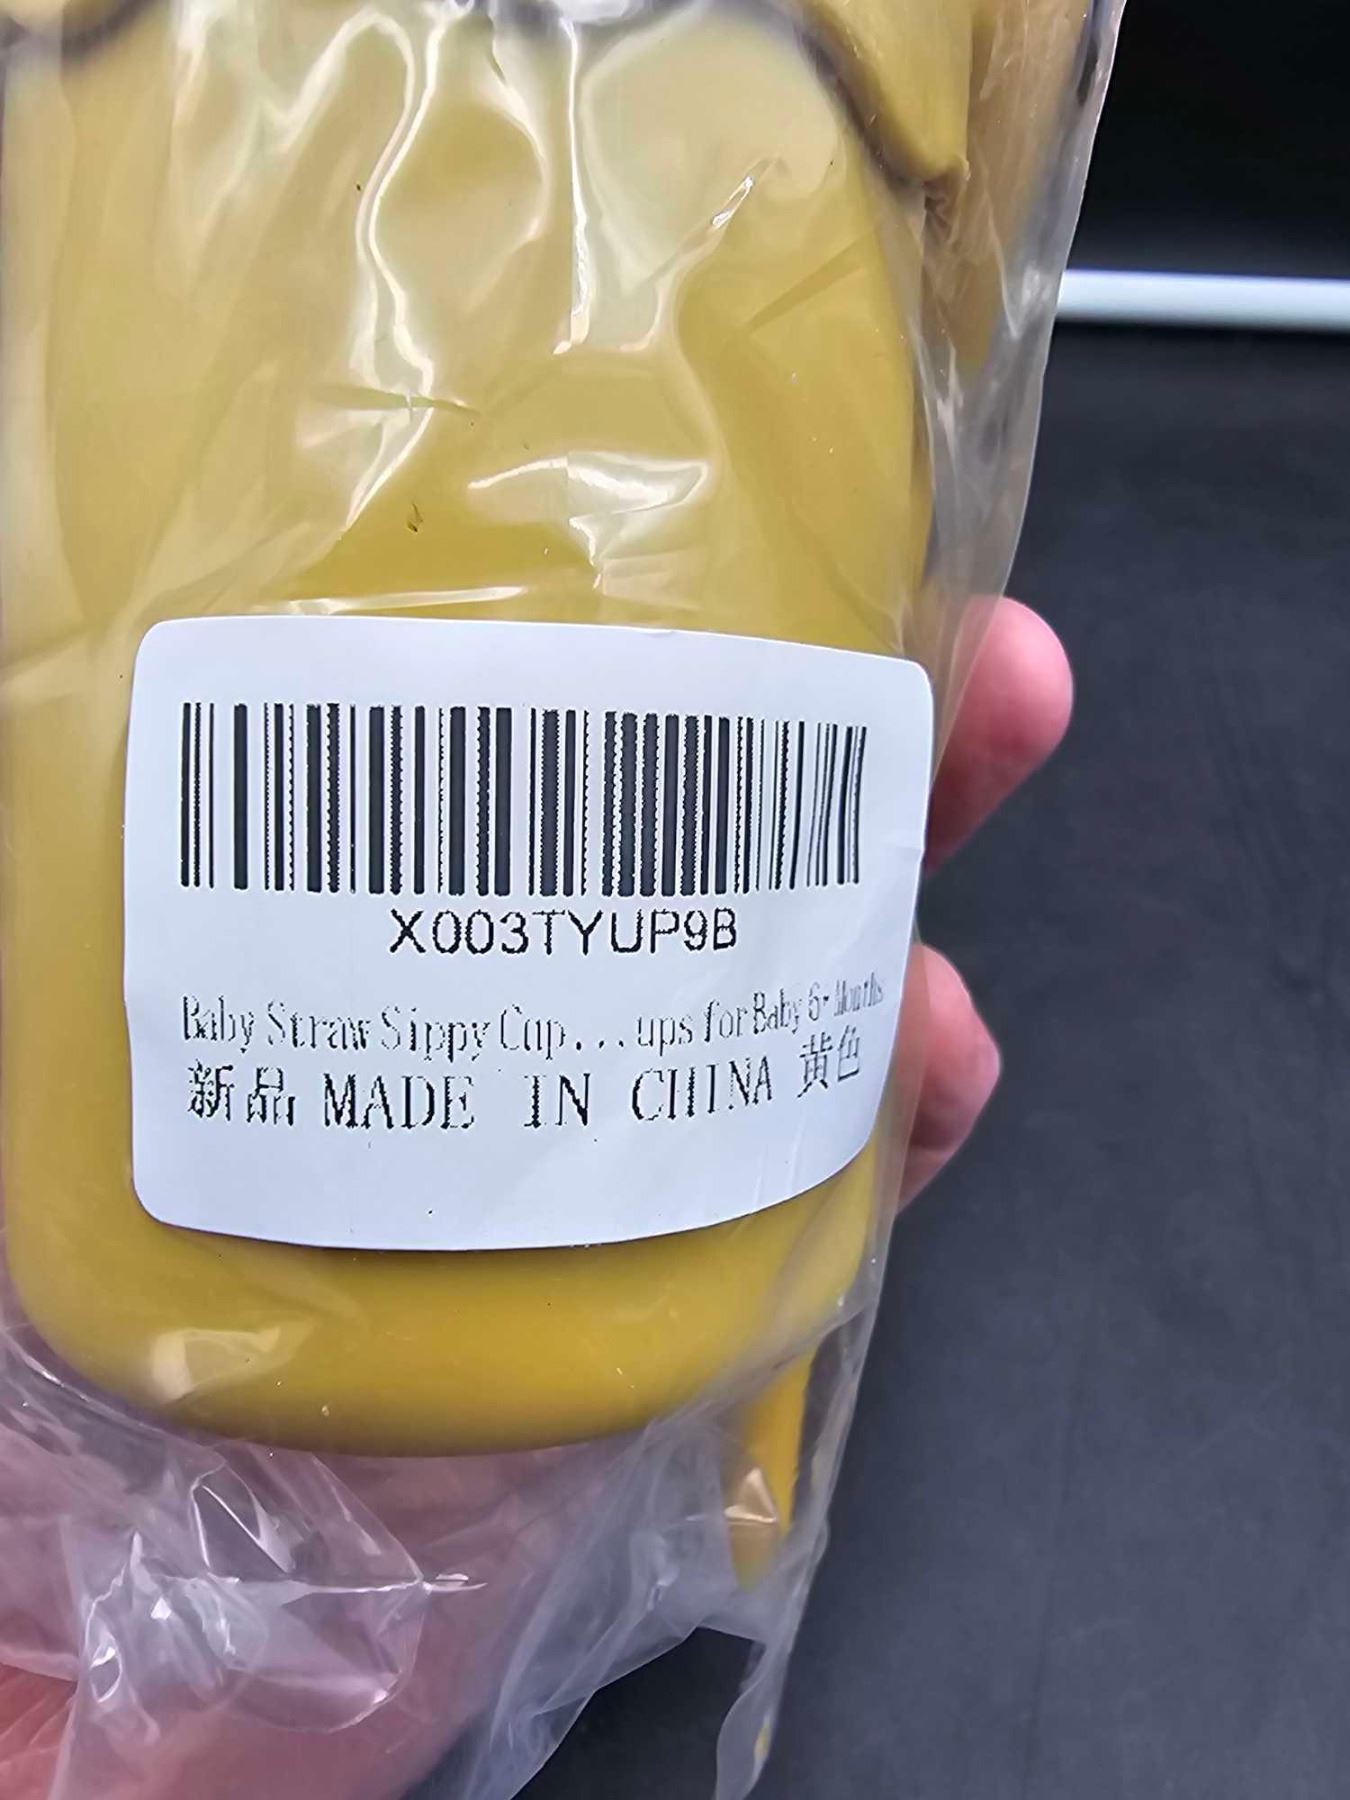 X003TYUP9B
Baby Straw Sippy Cup...ups for Baby 6+ Months
新品 MADE IN CHINA 黄色